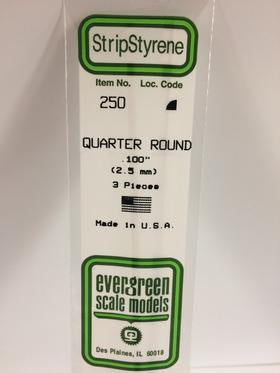 StripStyrene
Item No. Loc. Code
250
QUARTER ROUND
.100"
(2.5 mm)
3 Pieces
Made in U.S.A.
evergreen
scale models
Des Plaines, IL 60018